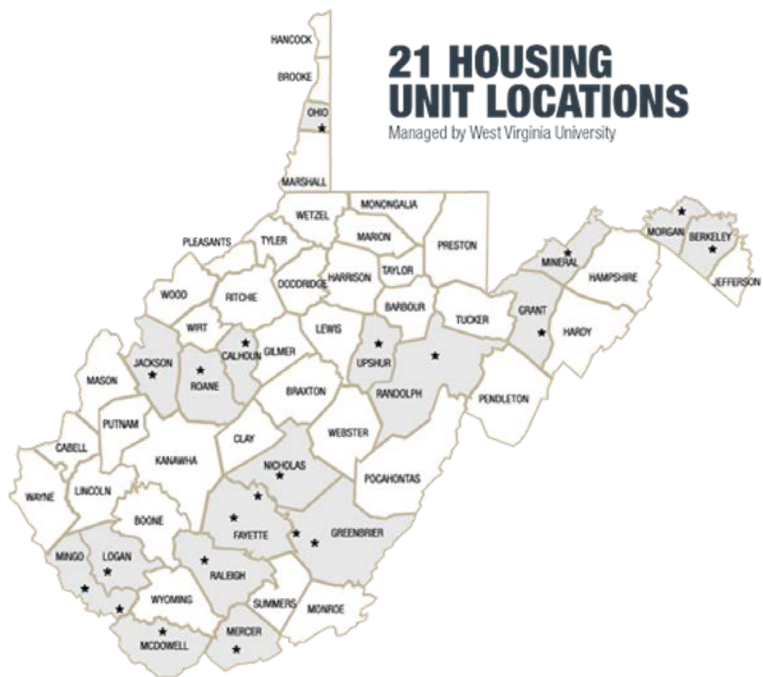 21 HOUSING
UNIT LOCATIONS
Managed by West Virginia University
HANCOCK
BROOKE
OHIO
MARSHALL
WETZEL
MONONGALIA
PLEASANTS
TYLER
MARION
PRESTON
MORGAN
BERKELEY
MINERAL
HAMPSHIRE
JEFFERSON
WOOD
RITCHIE
DODDRIDGE
HARRISON
TAYLOR
BARBOUR
TUCKER
GRANT
HARDY
WIRT
LEWIS
JACKSON
ROANE
CALHOUN
GILMER
UPSHUR
RANDOLPH
PENDLETON
MASON
BRAXTON
PUTNAM
CLAY
WEBSTER
CABELL
KANAWHA
NICHOLAS
POCAHONTAS
WAYNE
LINCOLN
BOONE
FAYETTE
GREENBRIER
MINGO
LOGAN
RALEIGH
WYOMING
SUMMERS
MONROE
MCDOWELL
MERCER